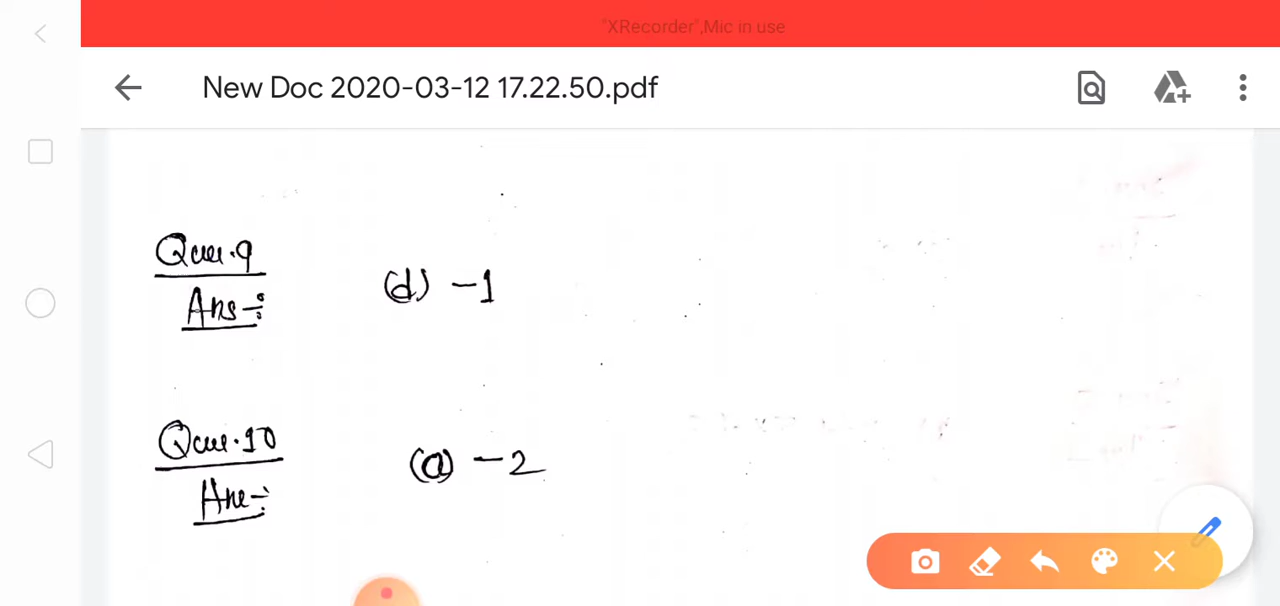 "XRecorder",Mic in use
New Doc 2020-03-12 17.22.50.pdf
Que.9
Ans (d) -1
Que.10
Ans (a) -2